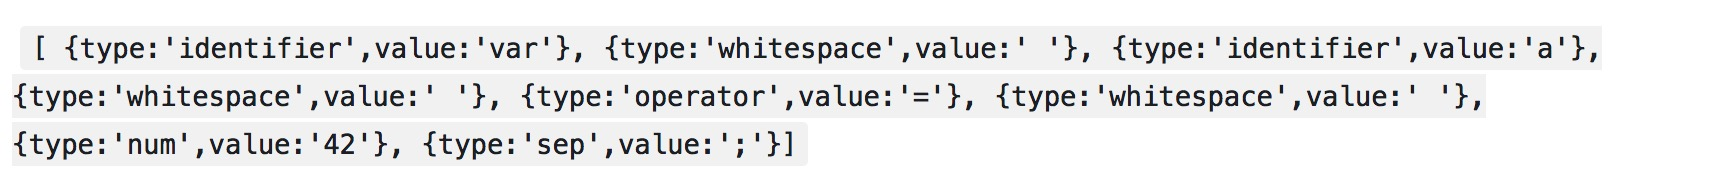 [ {type:'identifier',value:'var'}, {type:'whitespace',value:' '}, {type:'identifier',value:'a'},
{type:'whitespace',value:' '}, {type:'operator',value:'='}, {type:'whitespace',value:' '},
{type:'num',value:'42'}, {type:'sep',value:';'}]